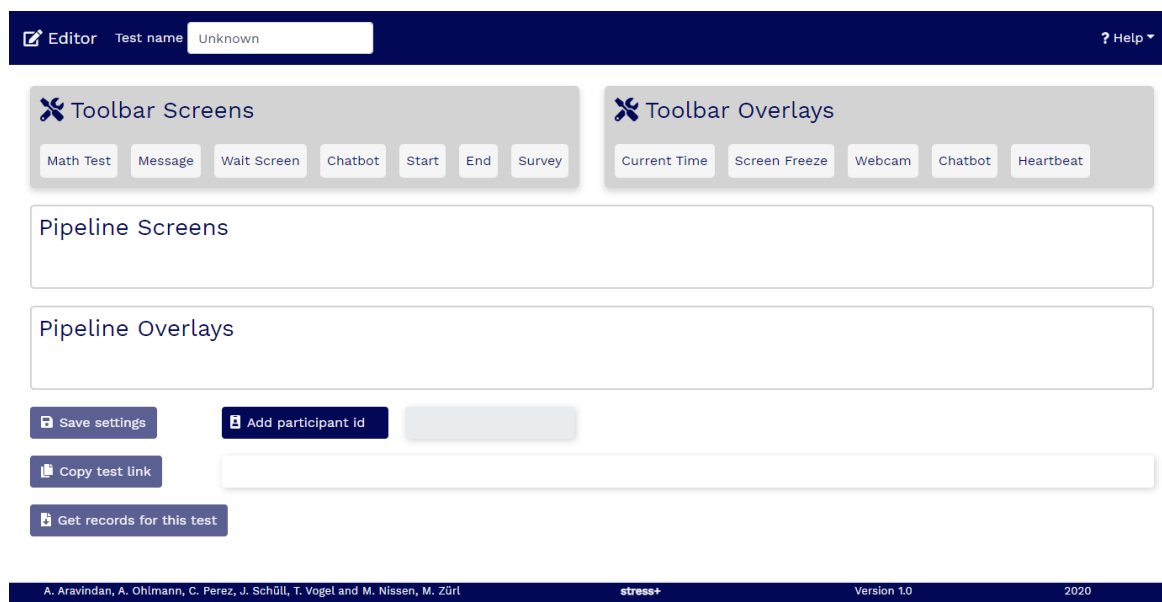 Editor Test name Unknown ? Help
Toolbar Screens
Math Test Message Wait Screen Chatbot Start End Survey
Toolbar Overlays
Current Time Screen Freeze Webcam Chatbot Heartbeat
Pipeline Screens
Pipeline Overlays
Save settings Add participant id
Copy test link
Get records for this test
A. Aravindan, A. Ohlmann, C. Perez, J. Schüll, T. Vogel and M. Nissen, M. Zürl stress+ Version 1.0 2020